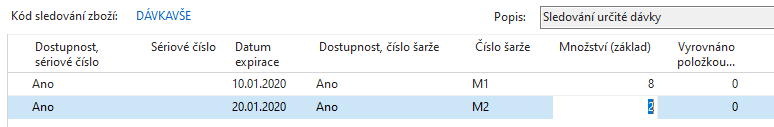 Kód sledování zboží: DÁVKAVŠE Popis: Sledování určité dávky
Dostupnost, sériové číslo Sériové číslo Datum expirace Dostupnost, číslo šarže Číslo šarže Množství (základ) Vyrovnáno položkou...
Ano 10.01.2020 Ano M1 8 0
Ano 20.01.2020 Ano M2 2 0